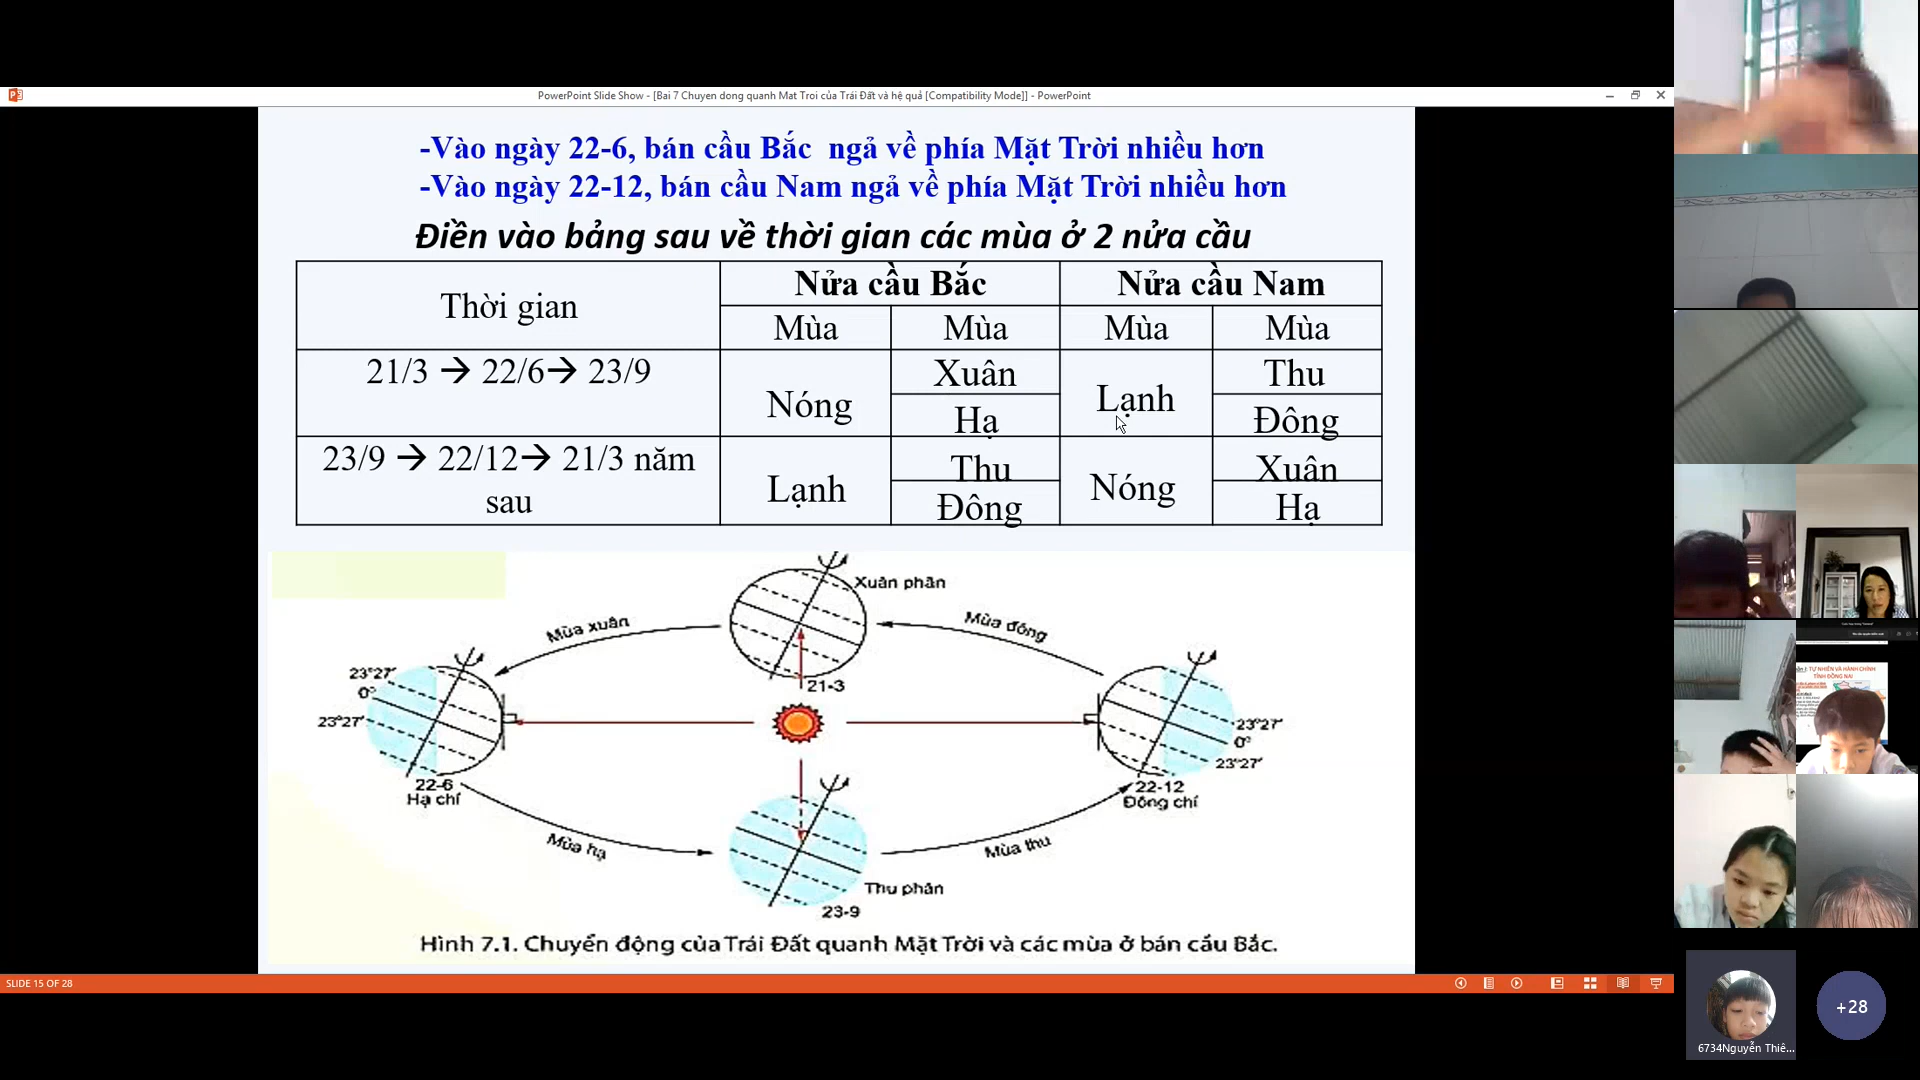 PowerPoint Slide Show - [Bai 7 Chuyen dong quanh Mat Troi của Trái Đất và hệ quả [Compatibility Mode]] - PowerPoint
-Vào ngày 22-6, bán cầu Bắc ngả về phía Mặt Trời nhiều hơn
-Vào ngày 22-12, bán cầu Nam ngả về phía Mặt Trời nhiều hơn
Điền vào bảng sau về thời gian các mùa ở 2 nửa cầu
Thời gian Nửa cầu Bắc Nửa cầu Nam
Mùa Mùa Mùa Mùa
21/3 → 22/6→ 23/9 Nóng Xuân Lạnh Thu
Hạ Đông
23/9 → 22/12→ 21/3 năm sau Lạnh Thu Nóng Xuân
Đông Hạ
Xuân phân
Mùa xuân
Mùa đông
23°27'
0°
23°27'
21-3
23°27'
0°
23°27'
22-6
Hạ chí
22-12
Đông chí
Mùa hạ
Mùa thu
Thu phân
23-9
Hình 7.1. Chuyển động của Trái Đất quanh Mặt Trời và các mùa ở bán cầu Bắc.
SLIDE 15 OF 28
TỰ NHIÊN VÀ HÀNH CHÍNH
TỈNH ĐỒNG NAI
6734Nguyễn Thiê...
+28